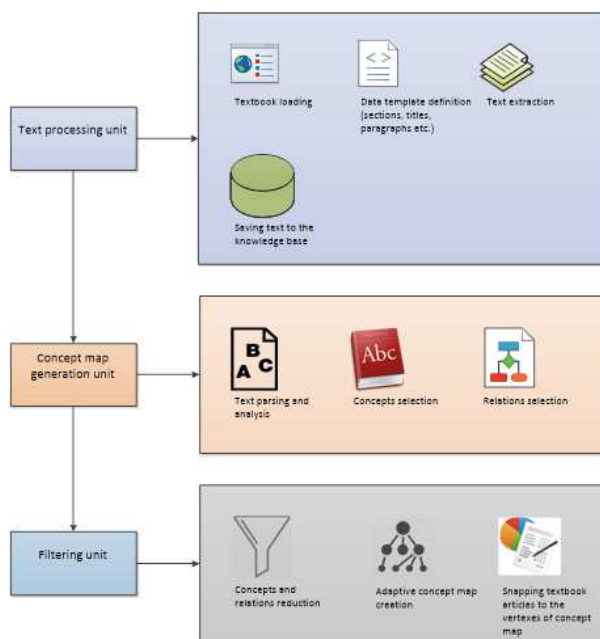 Text processing unit
Textbook loading
Data template definition
(sections, titles,
paragraphs etc.)
Text extraction
Saving text to the
knowledge base
Concept map
generation unit
A B C
Text parsing and
analysis
Abc
Concepts selection
Relations selection
Filtering unit
Concepts and
relations reduction
Adaptive concept map
creation
Snapping textbook
articles to the
vertexes of concept
map